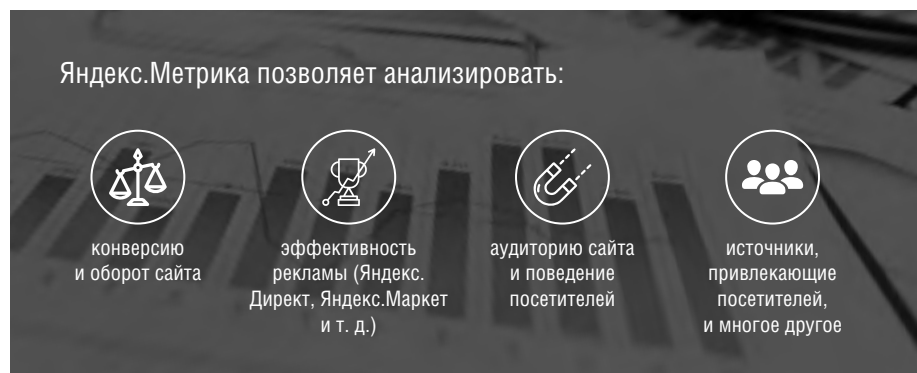 Яндекс.Метрика позволяет анализировать:
конверсию
и оборот сайта
эффективность
рекламы (Яндекс.
Директ, Яндекс.Маркет
и т. д.)
аудиторию сайта
и поведение
посетителей
источники,
привлекающие
посетителей,
и многое другое